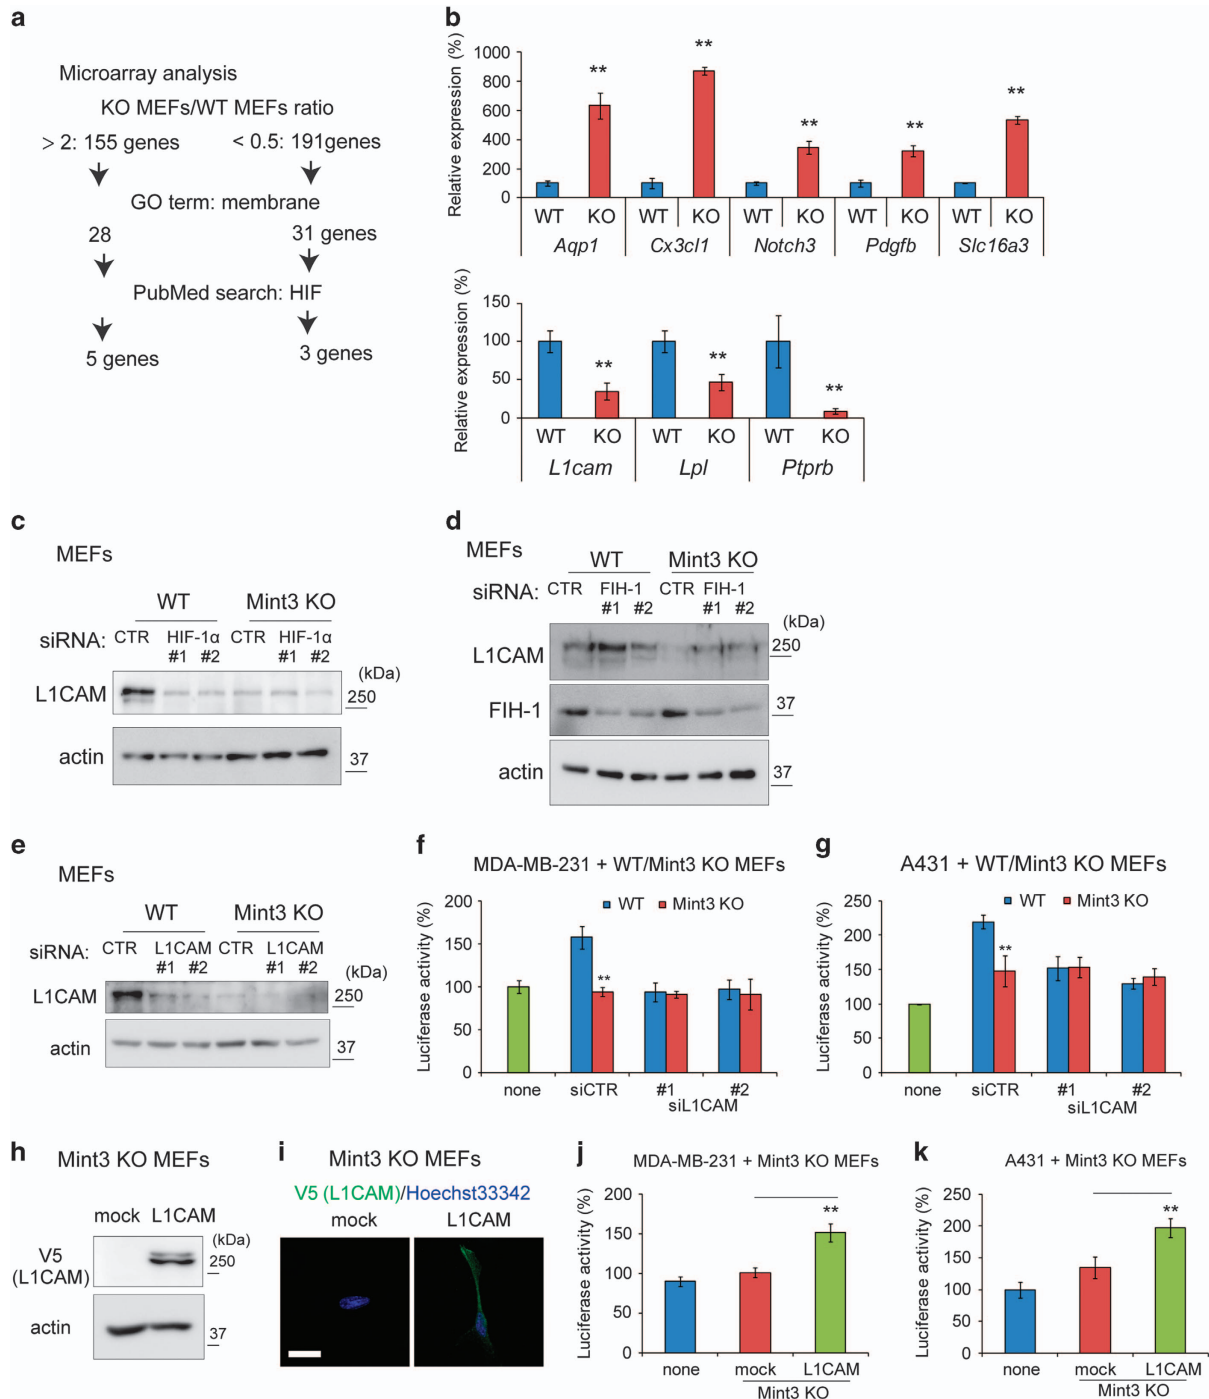 a
Microarray analysis
KO MEFs/WT MEFs ratio
> 2: 155 genes < 0.5: 191genes
GO term: membrane
28 31 genes
PubMed search: HIF
5 genes 3 genes
b
Relative expression (%)
1000
800
600
400
200
0
** ** ** ** **
WT KO WT KO WT KO WT KO WT KO
Aqp1 Cx3cl1 Notch3 Pdgfb Slc16a3
Relative expression (%)
150
100
50
0
** ** **
WT KO WT KO WT KO
L1cam Lpl Ptprb
c
MEFs
WT Mint3 KO
siRNA: CTR HIF-1α CTR HIF-1α
#1 #2 #1 #2
(kDa)
L1CAM 250
actin 37
d
MEFs
WT Mint3 KO
siRNA: CTR FIH-1 CTR FIH-1
#1 #2 #1 #2
(kDa)
L1CAM 250
FIH-1 37
actin 37
e
MEFs
WT Mint3 KO
siRNA: CTR L1CAM CTR L1CAM
#1 #2 #1 #2
(kDa)
L1CAM 250
actin 37
f
MDA-MB-231 + WT/Mint3 KO MEFs
Luciferase activity (%)
200
150
100
50
0
WT Mint3 KO
**
none siCTR #1 #2
siL1CAM
g
A431 + WT/Mint3 KO MEFs
Luciferase activity (%)
250
200
150
100
50
0
WT Mint3 KO
**
none siCTR #1 #2
siL1CAM
h
Mint3 KO MEFs
mock L1CAM
(kDa)
V5
(L1CAM)
250
actin
37
i
Mint3 KO MEFs
V5 (L1CAM)/Hoechst33342
mock L1CAM
j
MDA-MB-231 + Mint3 KO MEFs
Luciferase activity (%)
200
150
100
50
0
**
none mock L1CAM
Mint3 KO
k
A431 + Mint3 KO MEFs
Luciferase activity (%)
250
200
150
100
50
0
**
none mock L1CAM
Mint3 KO